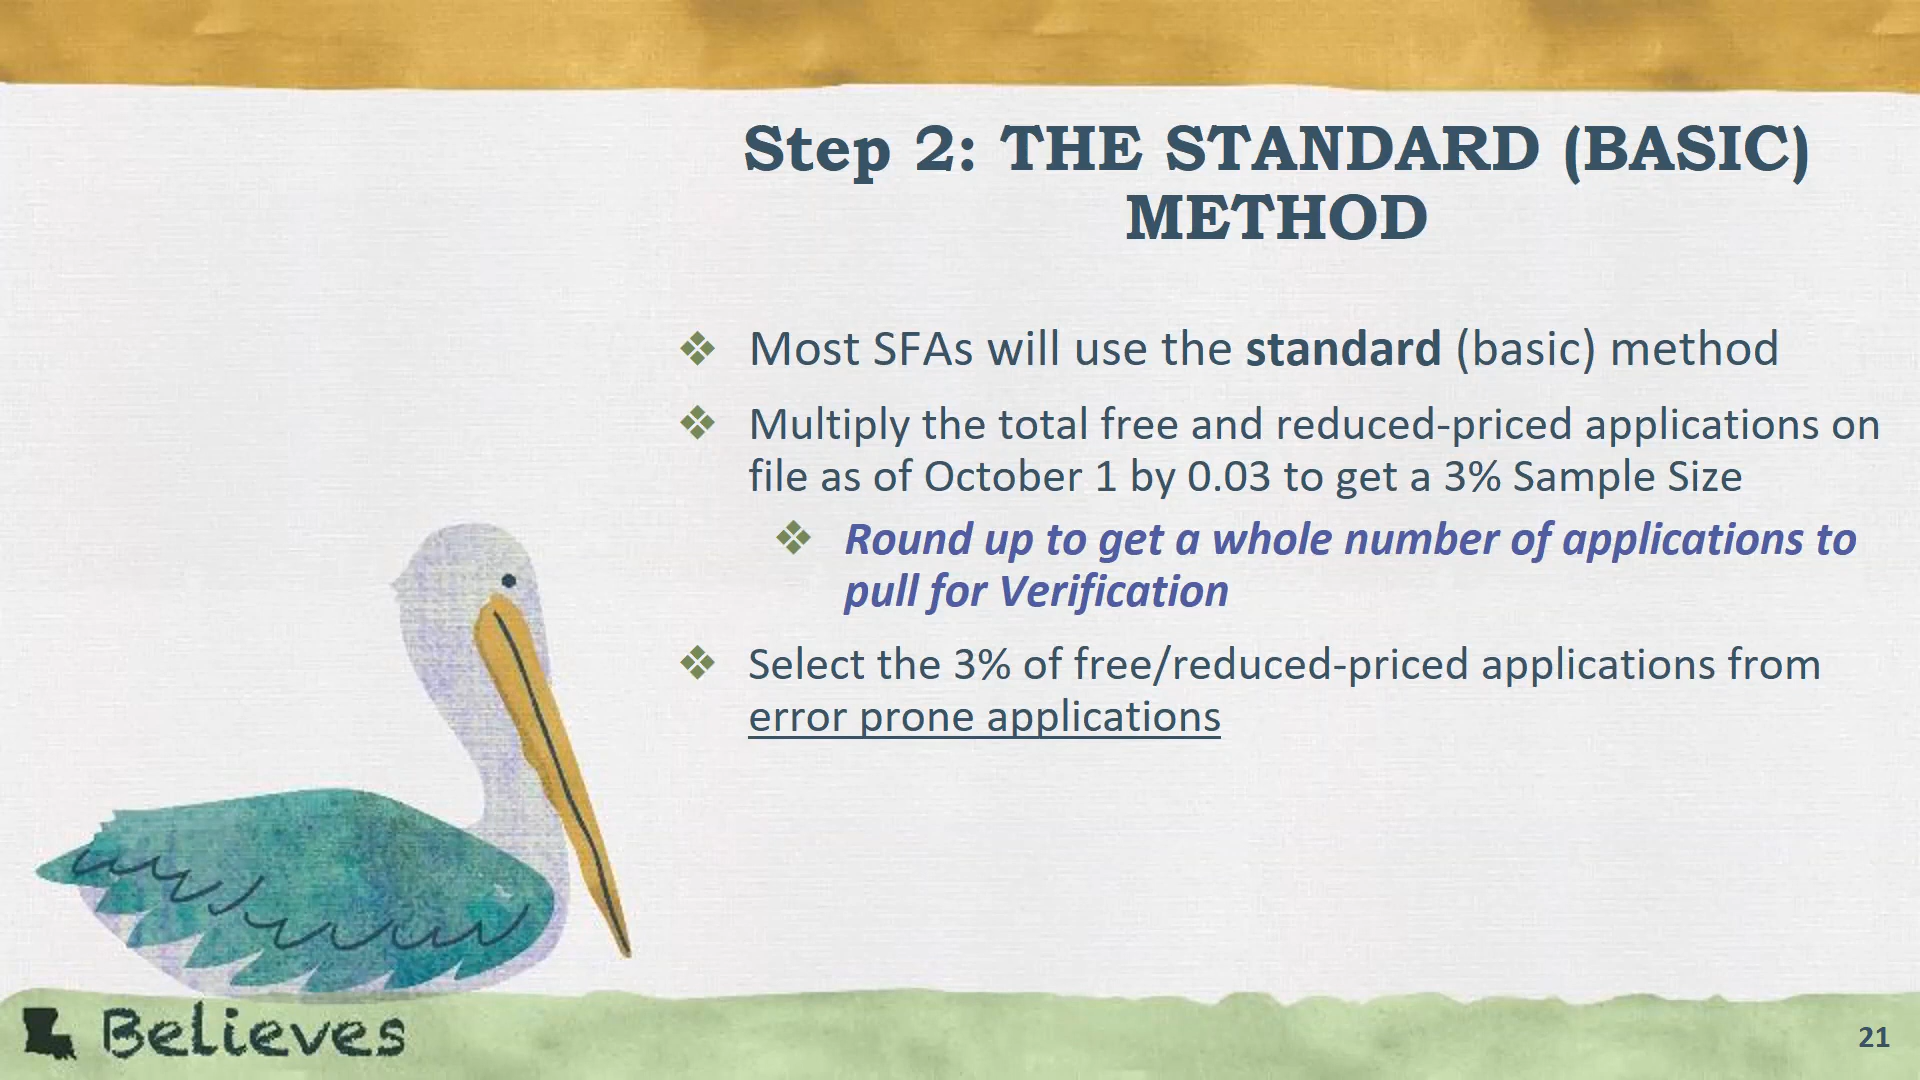 Step 2: THE STANDARD (BASIC)
METHOD
Most SFAs will use the standard (basic) method
Multiply the total free and reduced-priced applications on
file as of October 1 by 0.03 to get a 3% Sample Size
Round up to get a whole number of applications to
pull for Verification
Select the 3% of free/reduced-priced applications from
error prone applications
Believes
21